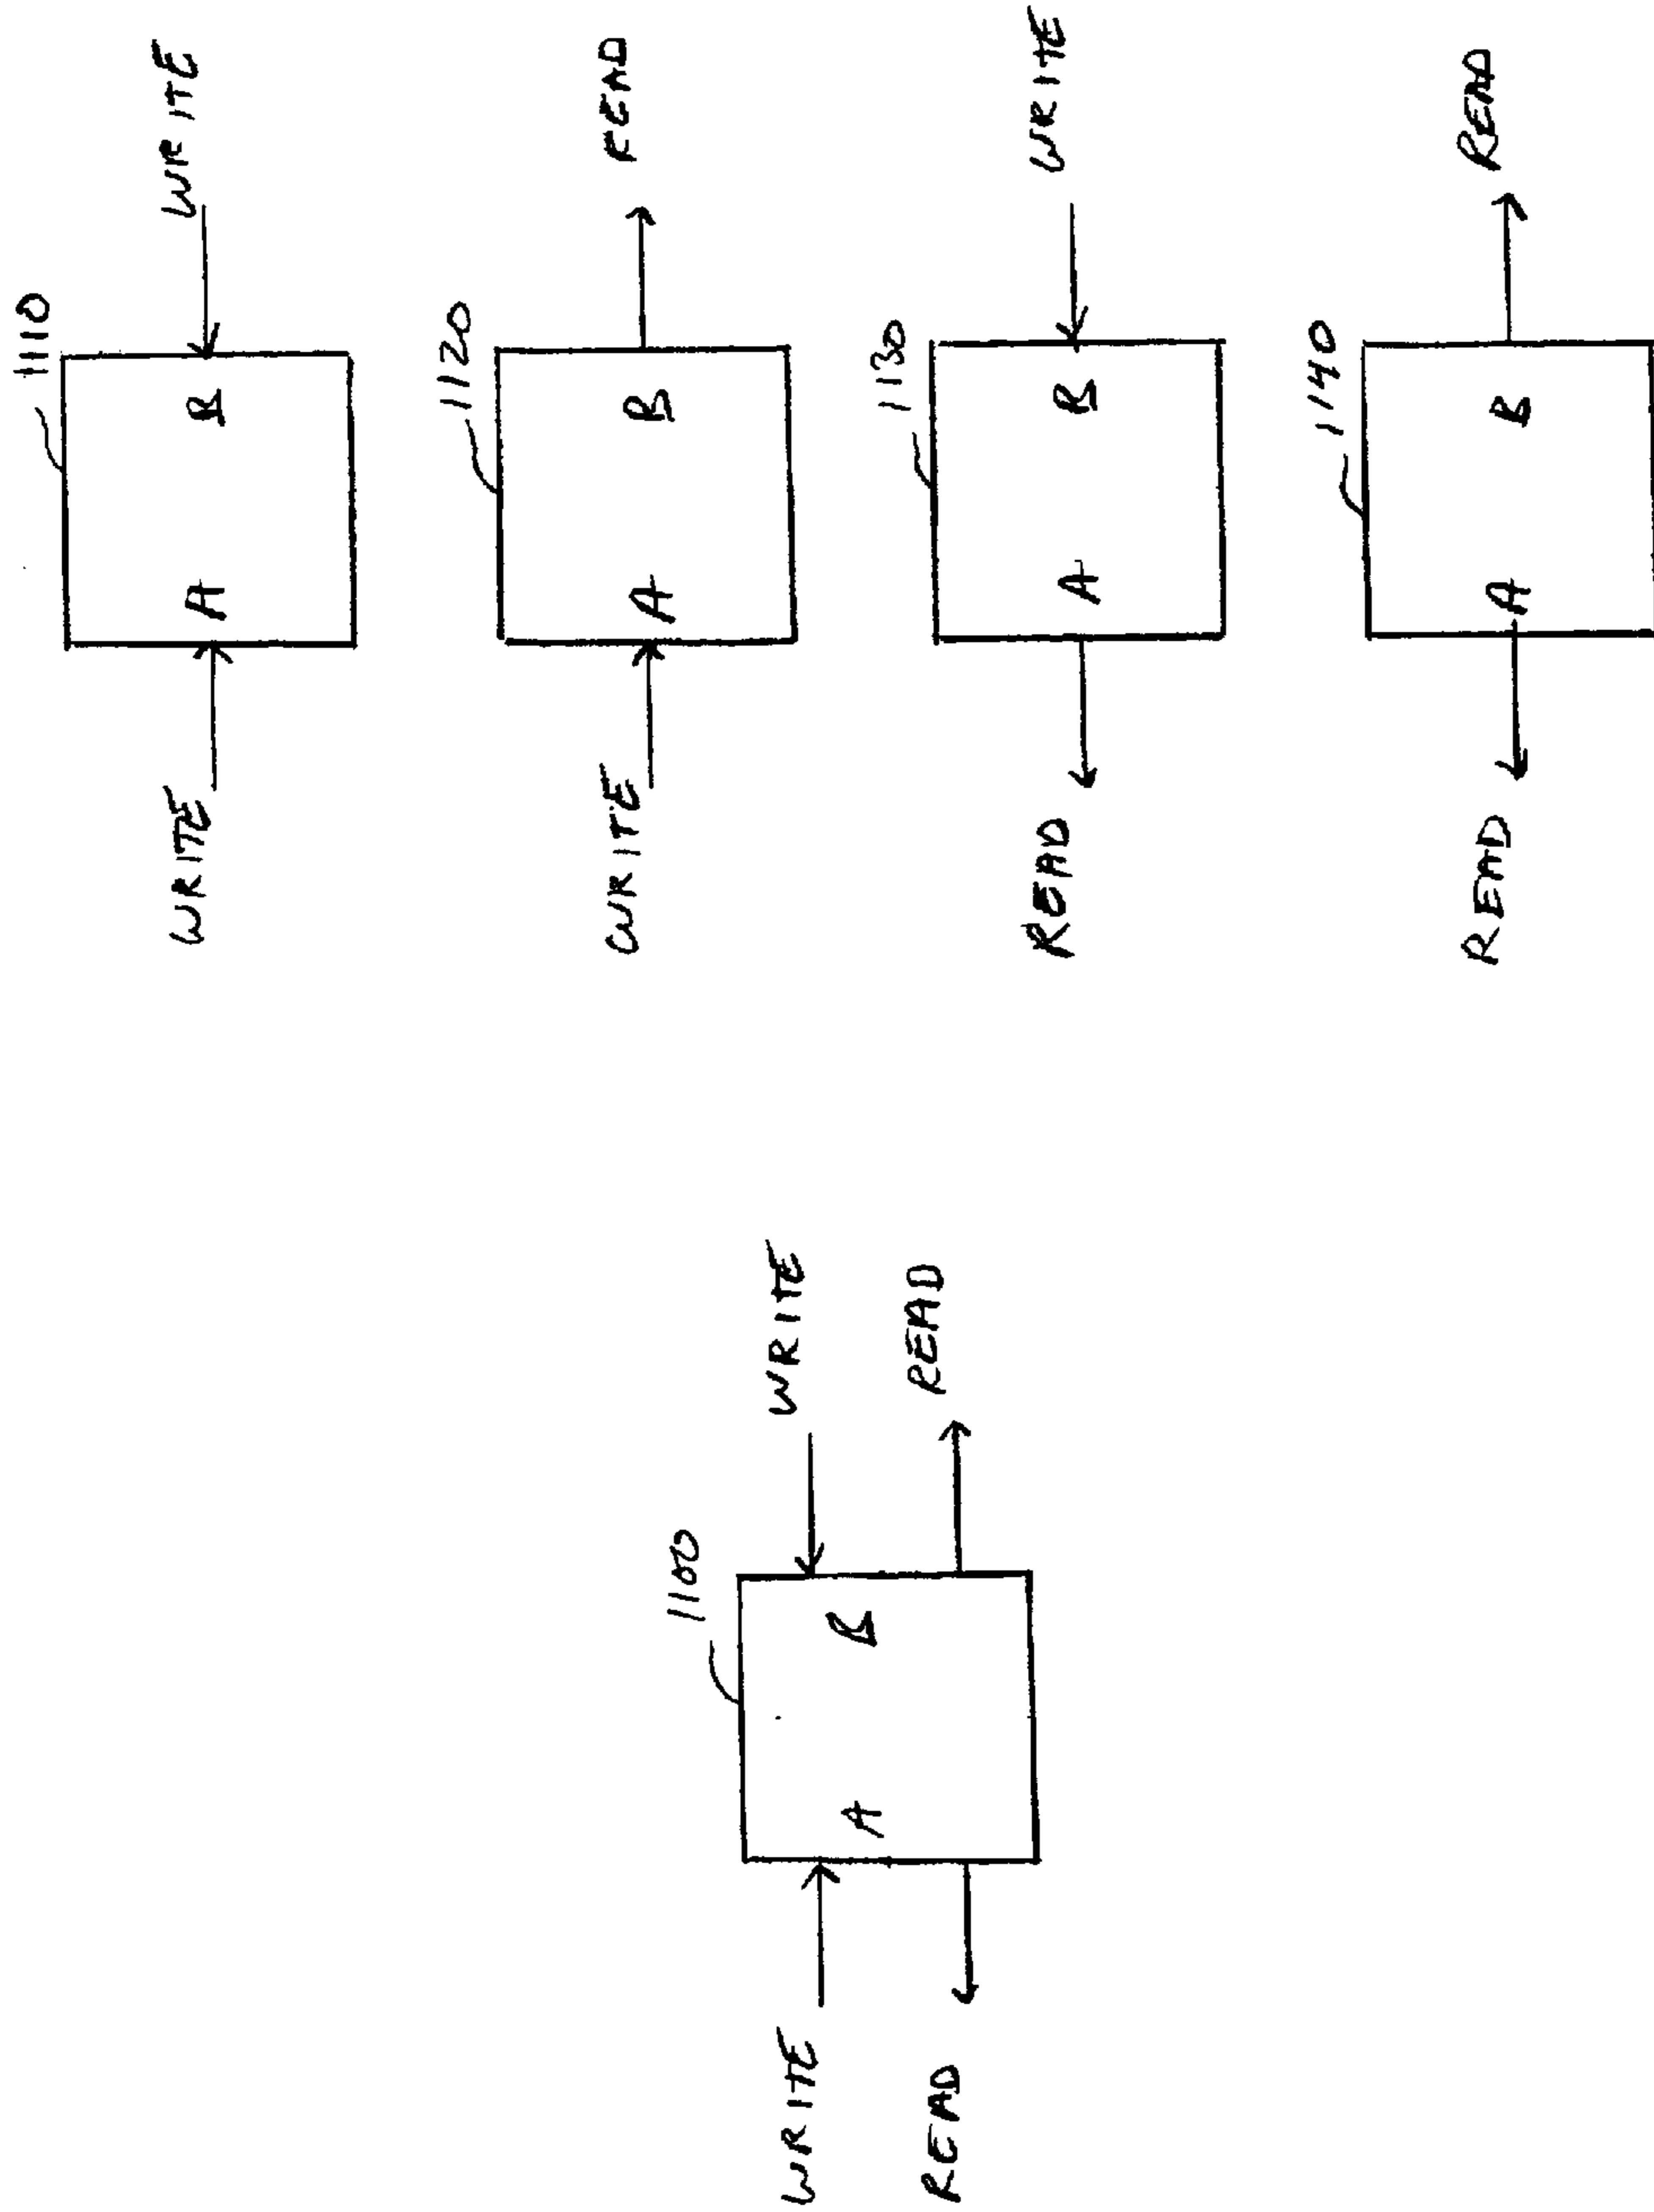 1100
WRITE A B WRITE
READ READ
1110
WRITE A B WRITE
1120
WRITE A B READ
1130
READ A B WRITE
1140
READ A B READ